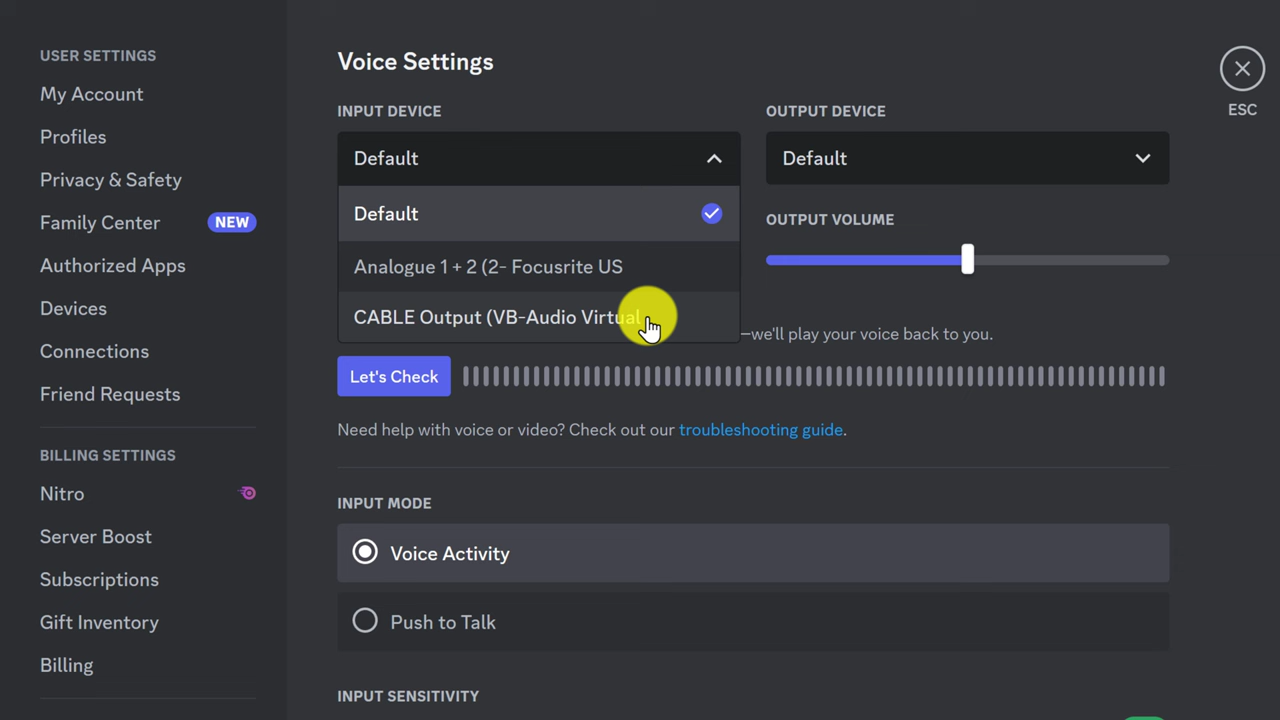 USER SETTINGS
My Account
Profiles
Privacy & Safety
Family Center NEW
Authorized Apps
Devices
Connections
Friend Requests
BILLING SETTINGS
Nitro
Server Boost
Subscriptions
Gift Inventory
Billing
Voice Settings
INPUT DEVICE
Default
Default
Analogue 1 + 2 (2- Focusrite US
CABLE Output (VB-Audio Virtual
OUTPUT DEVICE
Default
OUTPUT VOLUME
—we'll play your voice back to you.
Let's Check
Need help with voice or video? Check out our troubleshooting guide.
INPUT MODE
Voice Activity
Push to Talk
INPUT SENSITIVITY
ESC